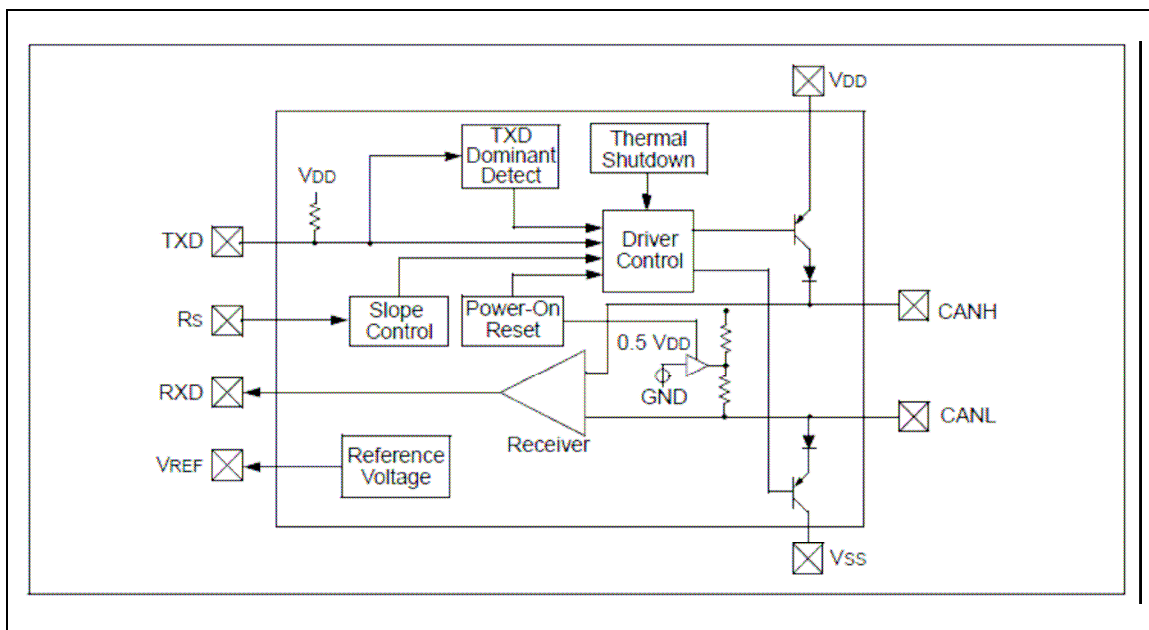 VDD
TXD
Dominant
Detect
Thermal
Shutdown
VDD
TXD
Driver
Control
RS
Slope
Control
Power-On
Reset
CANH
0.5 VDD
GND
RXD
Receiver
CANL
VREF
Reference
Voltage
VSS